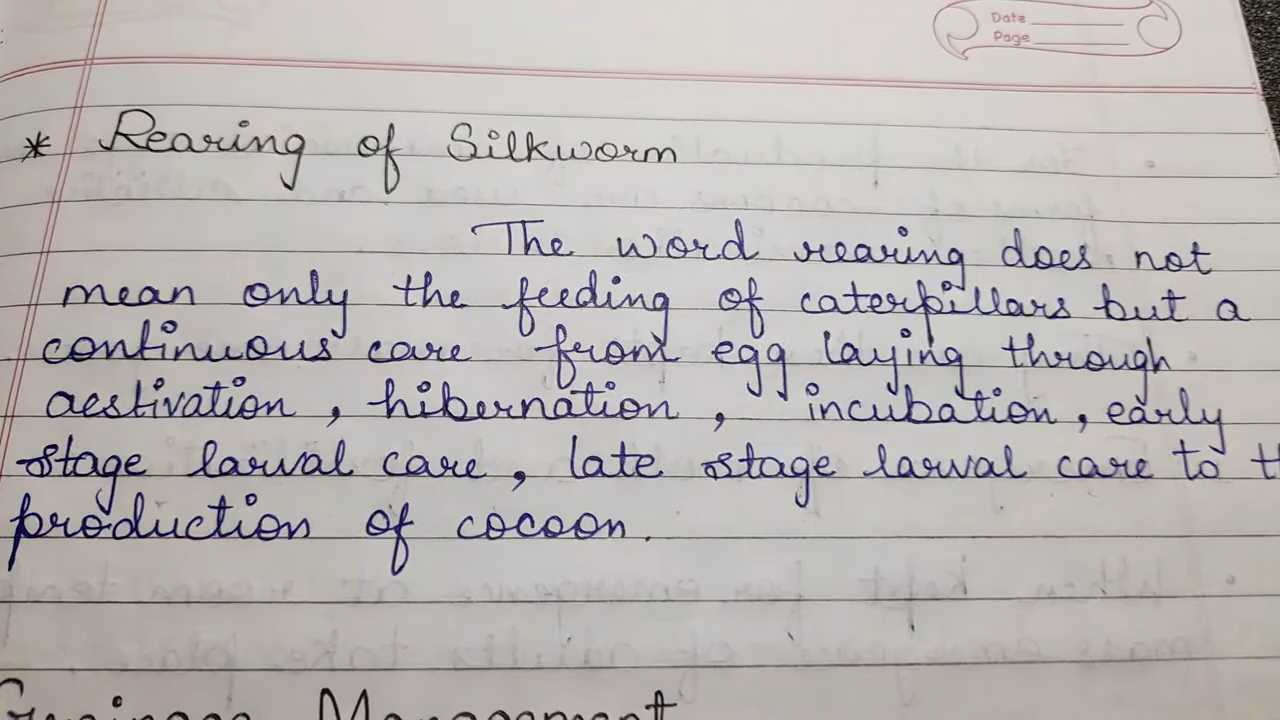 Date
Page
* Rearing of Silkworm
The word rearing does not
mean only the feeding of caterpillars but a
continuous care from egg laying through
aestivation, hibernation, incubation, early
stage larval care, late stage larval care to
production of cocoon.
Management